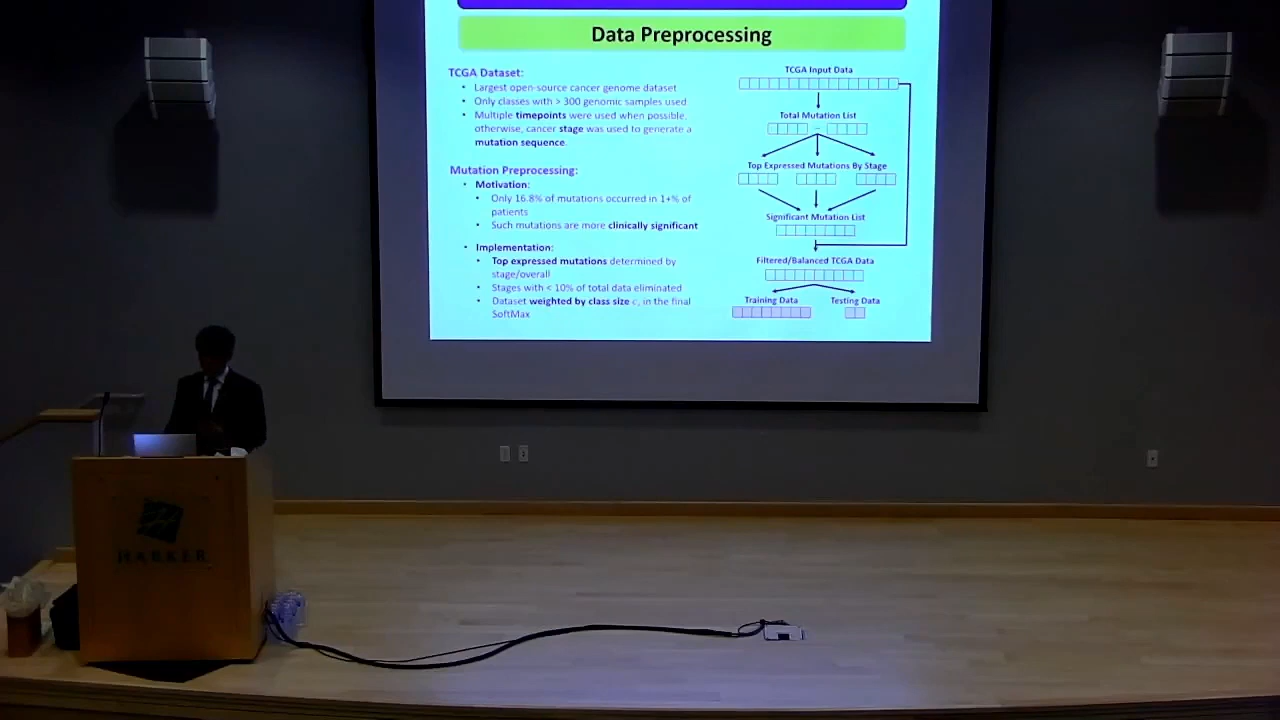 Data Preprocessing
TCGA Dataset:
• Largest open-source cancer genome dataset
• Only classes with > 300 genomic samples used
• Multiple timepoints were used when possible,
otherwise, cancer stage was used to generate a
mutation sequence.
Mutation Preprocessing:
• Motivation:
• Only 16.8% of mutations occurred in 1+% of
patients
• Such mutations are more clinically significant
• Implementation:
• Top expressed mutations determined by
stage/overall
• Stages with < 10% of total data eliminated
• Dataset weighted by class size c, in the final
SoftMax
TCGA Input Data
Total Mutation List
Top Expressed Mutations By Stage
Significant Mutation List
Filtered/Balanced TCGA Data
Training Data
Testing Data
HARKER